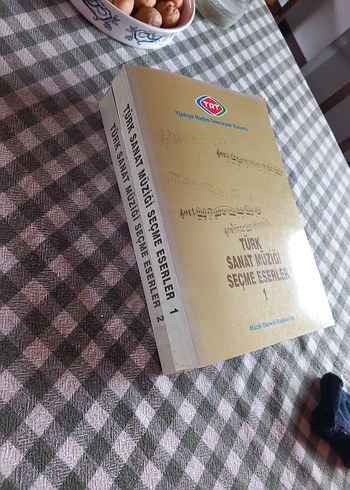 TRT
Türkiye Radyo-Televizyon Kurumu
TÜRK
SANAT MÜZİĞİ
SEÇME ESERLER
1
Müzik Dairesi Başkanlığı
TÜRK SANAT MÜZİĞİ SEÇME ESERLER 1
TÜRK SANAT MÜZİĞİ SEÇME ESERLER 2